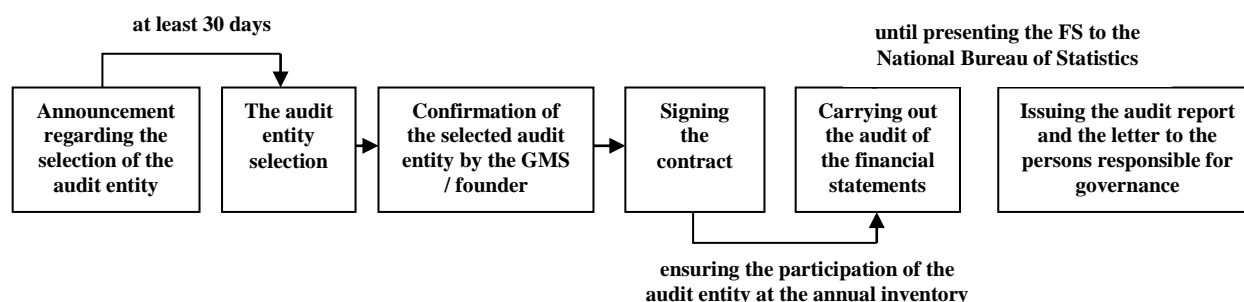 at least 30 days
until presenting the FS to the
National Bureau of Statistics
Announcement
regarding the
selection of the
audit entity
The audit
entity
selection
Confirmation of
the selected audit
entity by the GMS
/ founder
Signing
the
contract
Carrying out
the audit of
the financial
statements
Issuing the audit report
and the letter to the
persons responsible for
governance
ensuring the participation of the
audit entity at the annual inventory